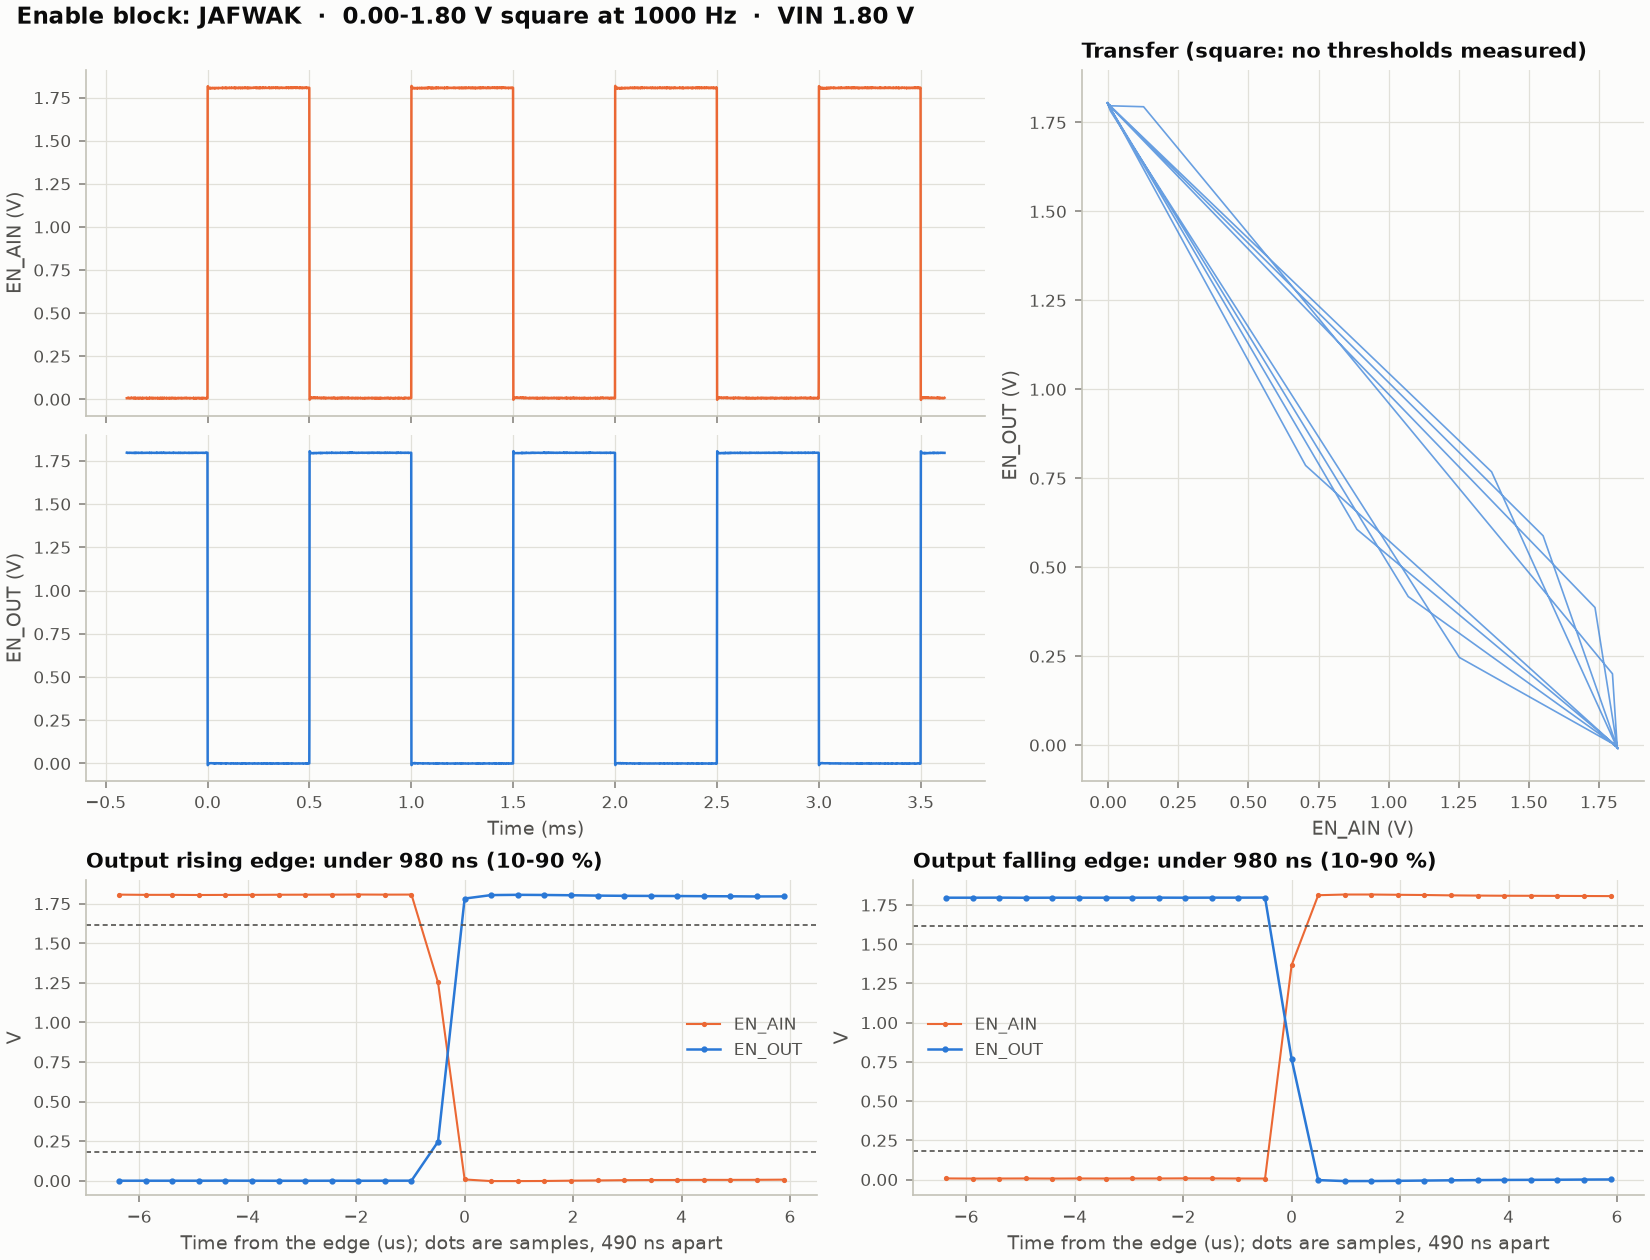 Enable block: JAFWAK · 0.00-1.80 V square at 1000 Hz · VIN 1.80 V
EN_AIN (V)
1.75
1.50
1.25
1.00
0.75
0.50
0.25
0.00
EN_OUT (V)
1.75
1.50
1.25
1.00
0.75
0.50
0.25
0.00
−0.5 0.0 0.5 1.0 1.5 2.0 2.5 3.0 3.5
Time (ms)
Transfer (square: no thresholds measured)
EN_OUT (V)
1.75
1.50
1.25
1.00
0.75
0.50
0.25
0.00
0.00 0.25 0.50 0.75 1.00 1.25 1.50 1.75
EN_AIN (V)
Output rising edge: under 980 ns (10-90 %)
V
1.75
1.50
1.25
1.00
0.75
0.50
0.25
0.00
EN_AIN
EN_OUT
−6 −4 −2 0 2 4 6
Time from the edge (us); dots are samples, 490 ns apart
Output falling edge: under 980 ns (10-90 %)
V
1.75
1.50
1.25
1.00
0.75
0.50
0.25
0.00
EN_AIN
EN_OUT
−6 −4 −2 0 2 4 6
Time from the edge (us); dots are samples, 490 ns apart